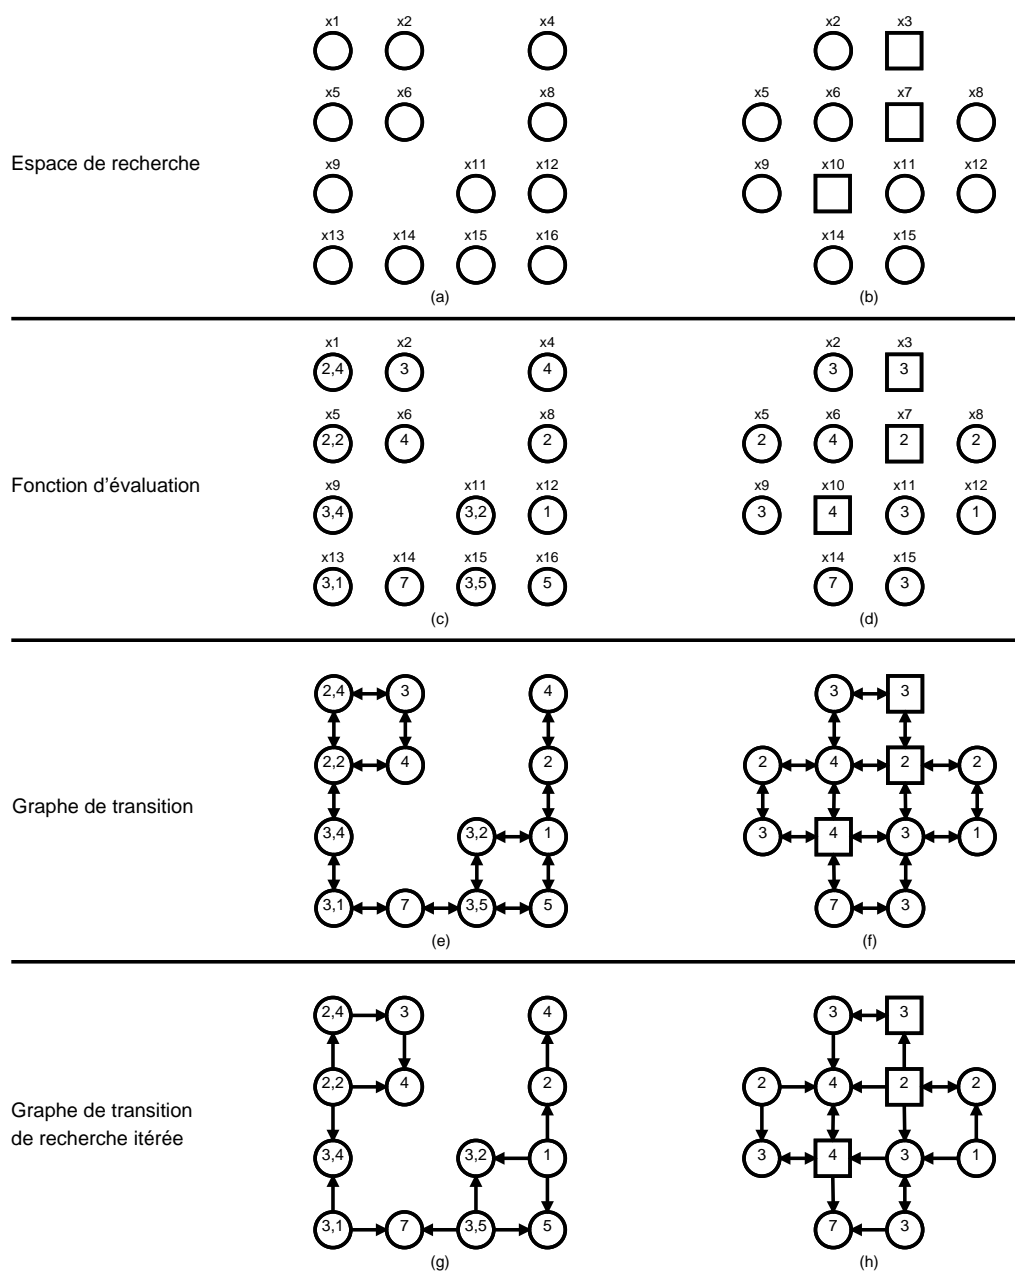 x1 x2 x4 x2 x3
x5 x6 x8 x5 x6 x7 x8
Espace de recherche
x9 x11 x12 x9 x10 x11 x12
x13 x14 x15 x16 x14 x15
(a) (b)
x1 x2 x4 x2 x3
2,4 3 4 3 3
x5 x6 x8 x5 x6 x7 x8
2,2 4 2 2 4 2 2
Fonction d'évaluation
x9 x11 x12 x9 x10 x11 x12
3,4 3,2 1 3 4 3 1
x13 x14 x15 x16 x14 x15
3,1 7 3,5 5 7 3
(c) (d)
2,4 3 4 3 3
2,2 4 2 2 4 2 2
Graphe de transition
3,4 3,2 1 3 4 3 1
3,1 7 3,5 5 7 3
(e) (f)
2,4 3 4 3 3
2,2 4 2 2 4 2 2
Graphe de transition
de recherche itérée
3,4 3,2 1 3 4 3 1
3,1 7 3,5 5 7 3
(g) (h)